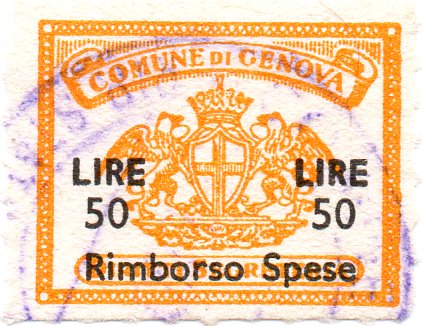 COMUNE DI GENOVA
LIRE LIRE
50 50
Rimborso Spese